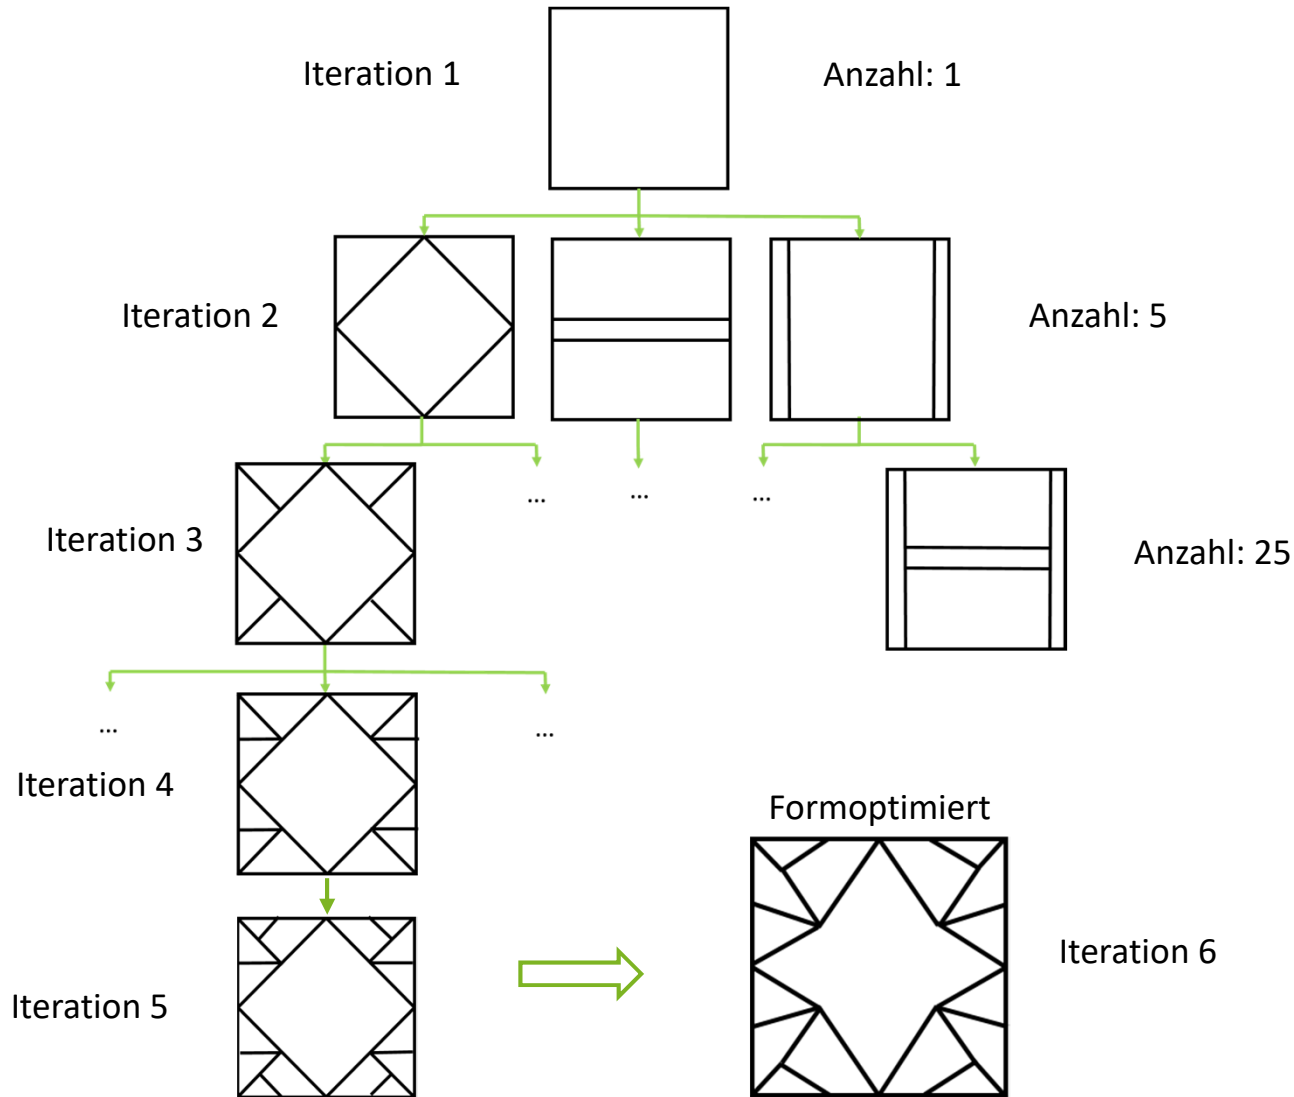 Iteration 1
Anzahl: 1
Iteration 2
Anzahl: 5
...
...
...
Iteration 3
Anzahl: 25
...
...
Iteration 4
Formoptimiert
Iteration 6
Iteration 5